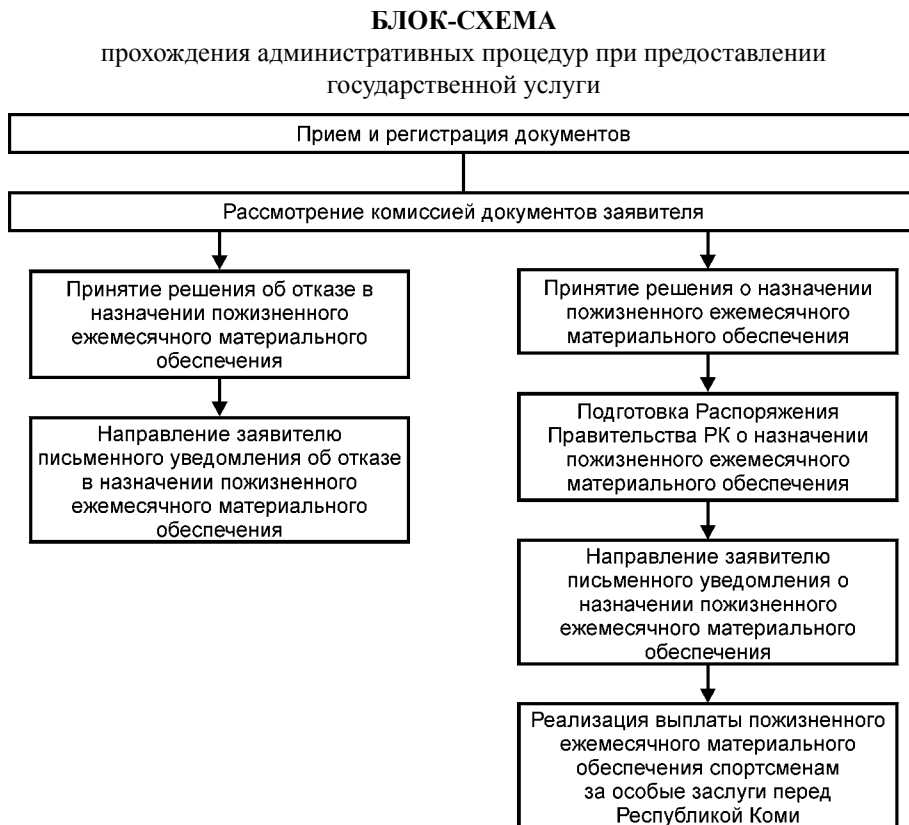 БЛОК-СХЕМА
прохождения административных процедур при предоставлении
государственной услуги
Прием и регистрация документов
Рассмотрение комиссией документов заявителя
Принятие решения об отказе в
назначении пожизненного
ежемесячного материального
обеспечения
Направление заявителю
письменного уведомления об отказе
в назначении пожизненного
ежемесячного материального
обеспечения
Принятие решения о назначении
пожизненного ежемесячного
материального обеспечения
Подготовка Распоряжения
Правительства РК о назначении
пожизненного ежемесячного
материального обеспечения
Направление заявителю
письменного уведомления о
назначении пожизненного
ежемесячного материального
обеспечения
Реализация выплаты пожизненного
ежемесячного материального
обеспечения спортсменам
за особые заслуги перед
Республикой Коми